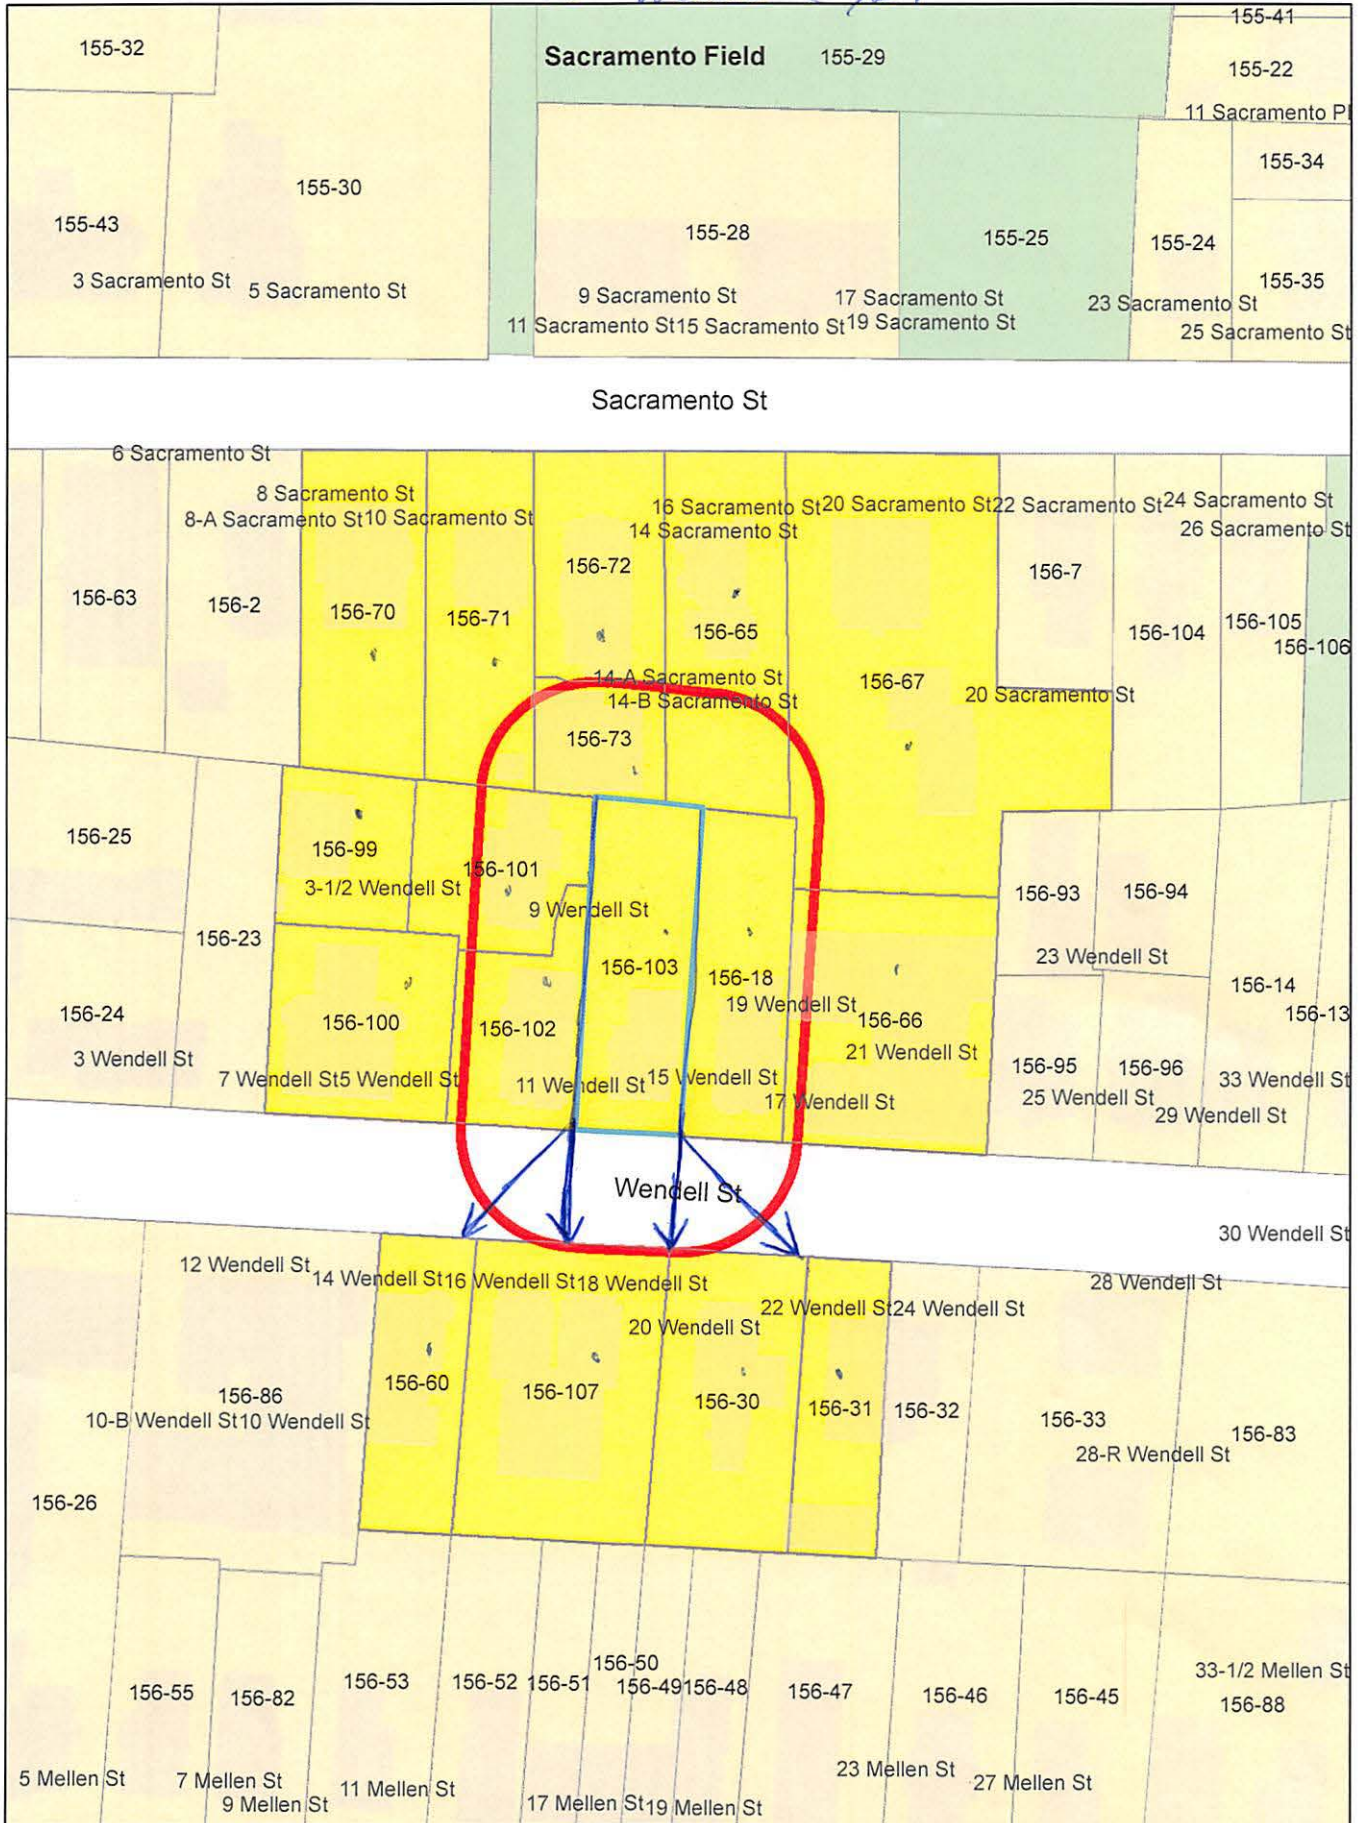 155-41
155-32
Sacramento Field 155-29
155-22
11 Sacramento Pl
155-34
155-30
155-43
155-28
155-25
155-24
155-35
3 Sacramento St
5 Sacramento St
9 Sacramento St
17 Sacramento St
23 Sacramento St
11 Sacramento St
15 Sacramento St
19 Sacramento St
25 Sacramento St
Sacramento St
6 Sacramento St
8 Sacramento St
16 Sacramento St
20 Sacramento St
22 Sacramento St
24 Sacramento St
8-A Sacramento St
10 Sacramento St
14 Sacramento St
26 Sacramento St
156-72
156-7
156-63
156-2
156-70
156-71
156-65
156-104
156-105
156-106
14-A Sacramento St
156-67
20 Sacramento St
14-B Sacramento St
156-73
156-25
156-99
156-101
3-1/2 Wendell St
9 Wendell St
156-93
156-94
156-23
156-103
156-18
23 Wendell St
156-14
156-24
156-100
156-102
19 Wendell St
156-66
156-13
3 Wendell St
21 Wendell St
156-95
156-96
7 Wendell St
5 Wendell St
11 Wendell St
15 Wendell St
17 Wendell St
25 Wendell St
33 Wendell St
29 Wendell St
Wendell St
30 Wendell St
12 Wendell St
14 Wendell St
16 Wendell St
18 Wendell St
28 Wendell St
20 Wendell St
22 Wendell St
24 Wendell St
156-86
156-60
156-107
156-30
156-31
156-32
156-33
156-83
10-B Wendell St
10 Wendell St
28-R Wendell St
156-26
156-50
33-1/2 Mellen St
156-55
156-82
156-53
156-52
156-51
156-49
156-48
156-47
156-46
156-45
156-88
5 Mellen St
7 Mellen St
9 Mellen St
11 Mellen St
17 Mellen St
19 Mellen St
23 Mellen St
27 Mellen St